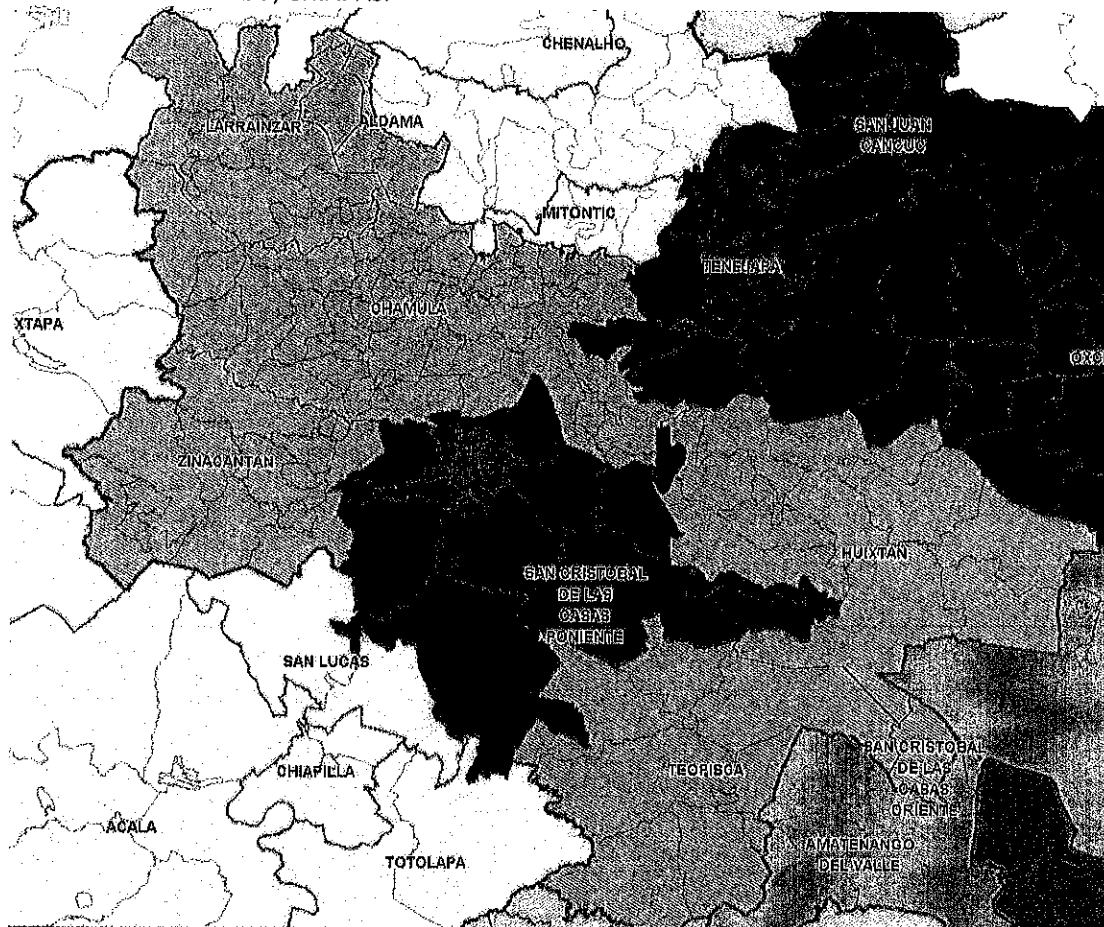 CHENALHO
LARRAINZAR
ALDAMA
SAN JUAN
CANCUC
MITONTIC
TENEJAPA
CHAMULA
XTAPA
OXC
ZINACANTAN
HUIXTAN
SAN CRISTOBAL
DE LAS
CASAS
PONIENTE
SAN LUCAS
CHIAPILLA
TEOPISCA
SAN CRISTOBAL
DE LAS
CASAS
ORIENTE
ACALA
TOTOLAPA
AMATENANGO
DEL VALLE